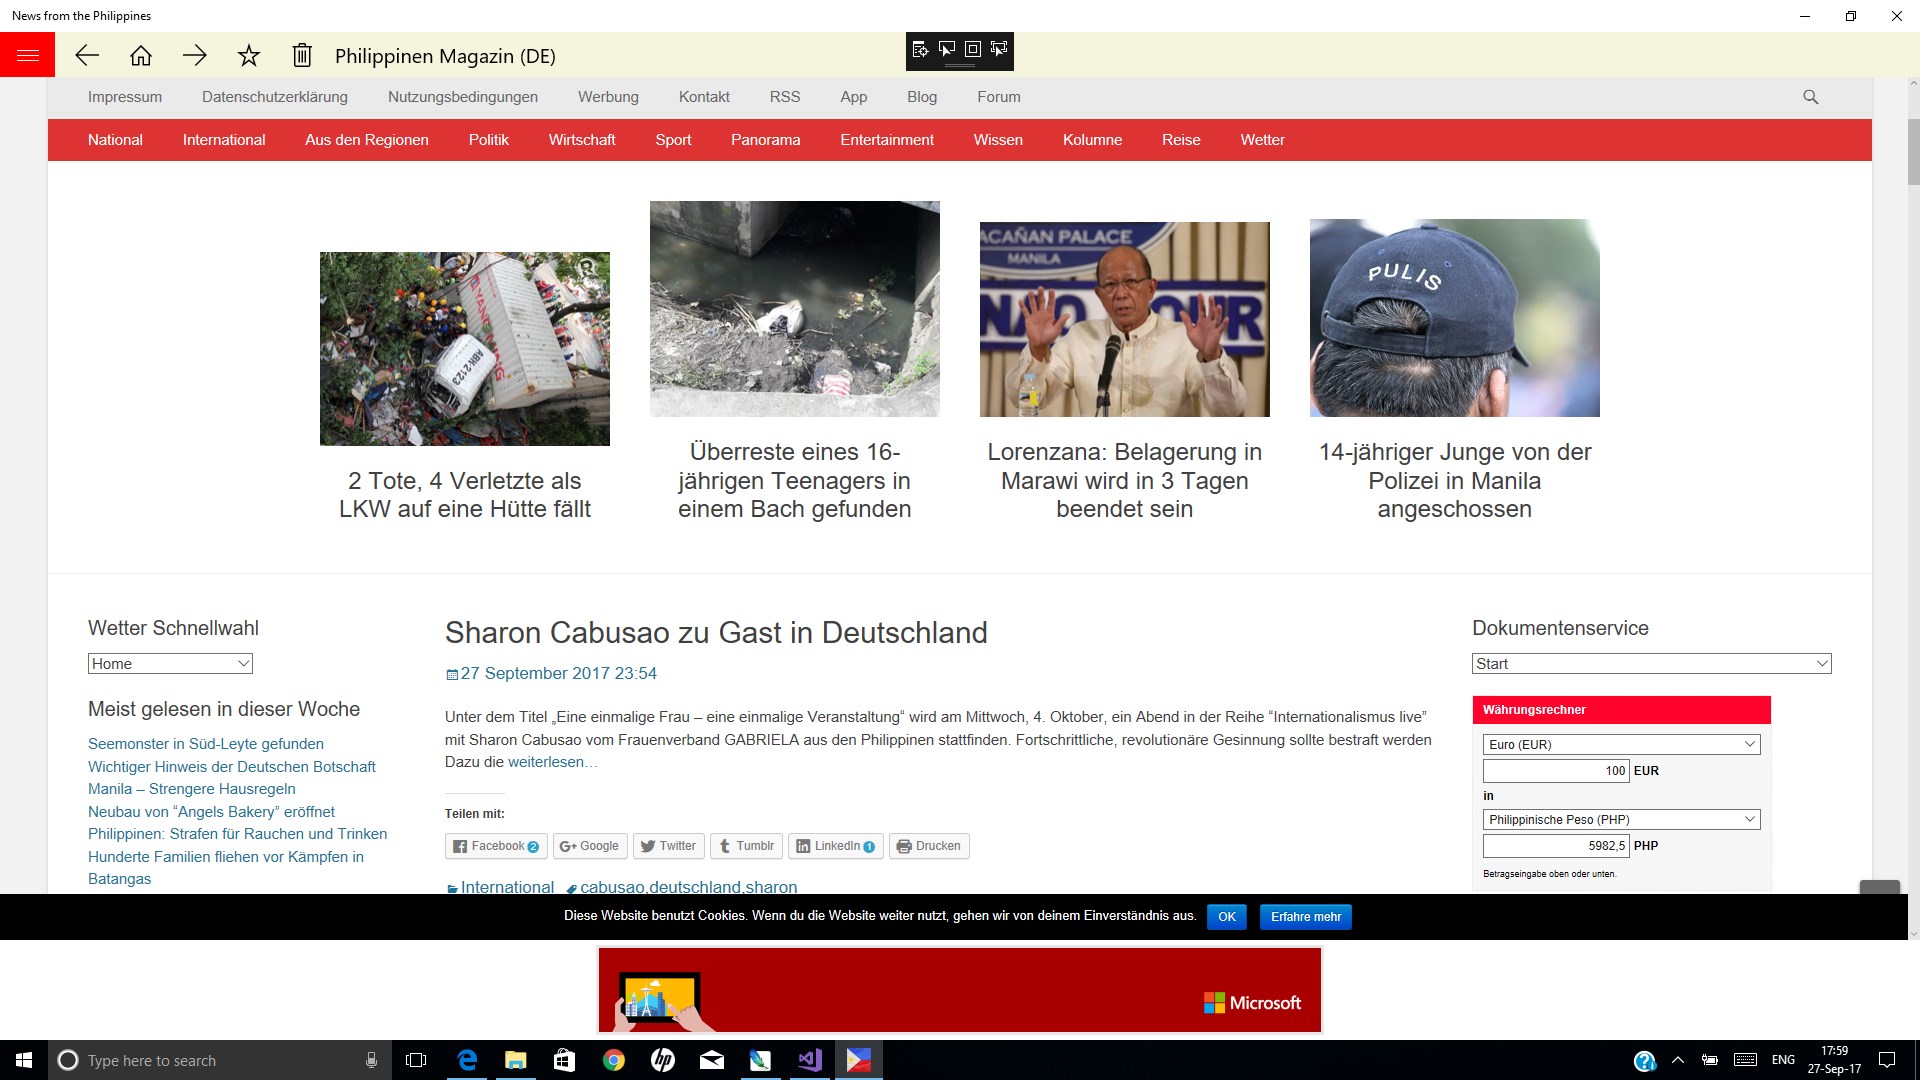 News from the Philippines
Philippinen Magazin (DE)
Impressum Datenschutzerklärung Nutzungsbedingungen Werbung Kontakt RSS App Blog Forum
National International Aus den Regionen Politik Wirtschaft Sport Panorama Entertainment Wissen Kolumne Reise Wetter
R
YANG MING
ABK 2123
ACAÑAN PALACE
MANILA
PULIS
2 Tote, 4 Verletzte als
LKW auf eine Hütte fällt
Überreste eines 16-
jährigen Teenagers in
einem Bach gefunden
Lorenzana: Belagerung in
Marawi wird in 3 Tagen
beendet sein
14-jähriger Junge von der
Polizei in Manila
angeschossen
Wetter Schnellwahl
Home
Meist gelesen in dieser Woche
Seemonster in Süd-Leyte gefunden
Wichtiger Hinweis der Deutschen Botschaft
Manila – Strengere Hausregeln
Neubau von “Angels Bakery” eröffnet
Philippinen: Strafen für Rauchen und Trinken
Hunderte Familien fliehen vor Kämpfen in
Batangas
Sharon Cabusao zu Gast in Deutschland
27 September 2017 23:54
Unter dem Titel „Eine einmalige Frau – eine einmalige Veranstaltung“ wird am Mittwoch, 4. Oktober, ein Abend in der Reihe “Internationalismus live”
mit Sharon Cabusao vom Frauenverband GABRIELA aus den Philippinen stattfinden. Fortschrittliche, revolutionäre Gesinnung sollte bestraft werden
Dazu die weiterlesen…
Teilen mit:
Facebook 2 Google Twitter Tumblr LinkedIn 1 Drucken
International cabusao,deutschland,sharon
Dokumentenservice
Start
Währungsrechner
Euro (EUR)
100 EUR
in
Philippinische Peso (PHP)
5982,5 PHP
Betragseingabe oben oder unten.
Diese Website benutzt Cookies. Wenn du die Website weiter nutzt, gehen wir von deinem Einverständnis aus. OK Erfahre mehr
Microsoft
Type here to search
hp
ENG
17:59
27-Sep-17